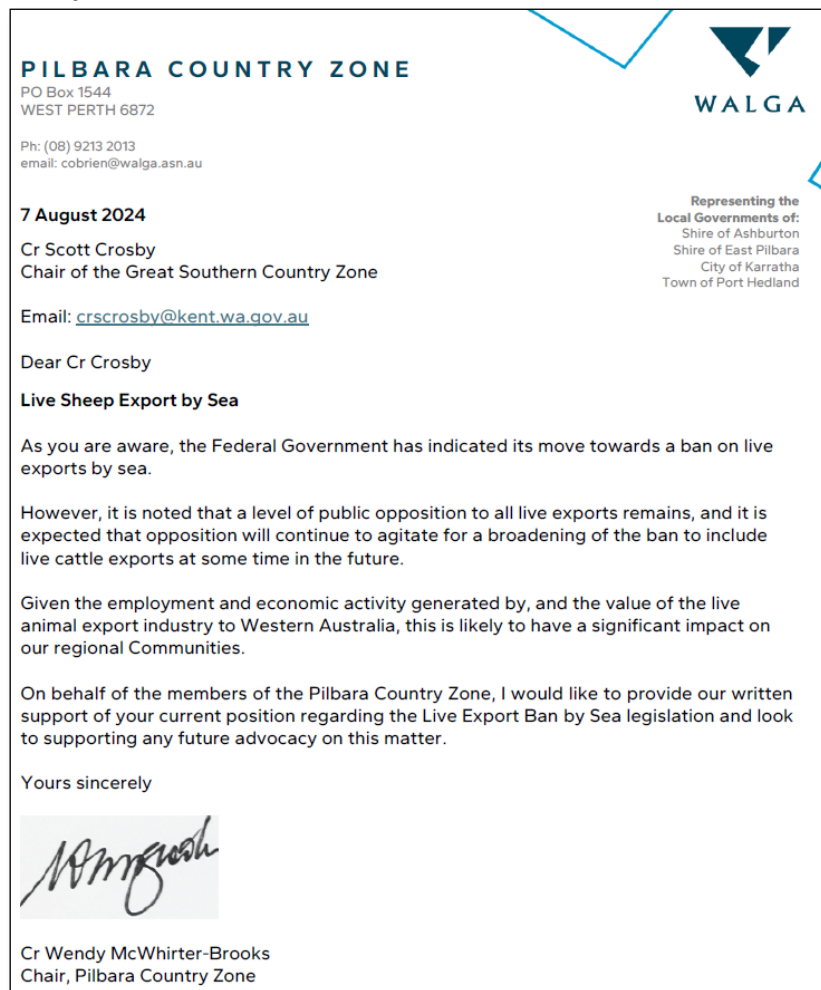 PILBARA COUNTRY ZONE
PO Box 1544
WEST PERTH 6872
WALGA
Ph: (08) 9213 2013
email: cobrien@walga.asn.au
Representing the
Local Governments of:
Shire of Ashburton
Shire of East Pilbara
City of Karratha
Town of Port Hedland
7 August 2024
Cr Scott Crosby
Chair of the Great Southern Country Zone
Email: crscrosby@kent.wa.gov.au
Dear Cr Crosby
Live Sheep Export by Sea
As you are aware, the Federal Government has indicated its move towards a ban on live
exports by sea.
However, it is noted that a level of public opposition to all live exports remains, and it is
expected that opposition will continue to agitate for a broadening of the ban to include
live cattle exports at some time in the future.
Given the employment and economic activity generated by, and the value of the live
animal export industry to Western Australia, this is likely to have a significant impact on
our regional Communities.
On behalf of the members of the Pilbara Country Zone, I would like to provide our written
support of your current position regarding the Live Export Ban by Sea legislation and look
to supporting any future advocacy on this matter.
Yours sincerely
Cr Wendy McWhirter-Brooks
Chair, Pilbara Country Zone